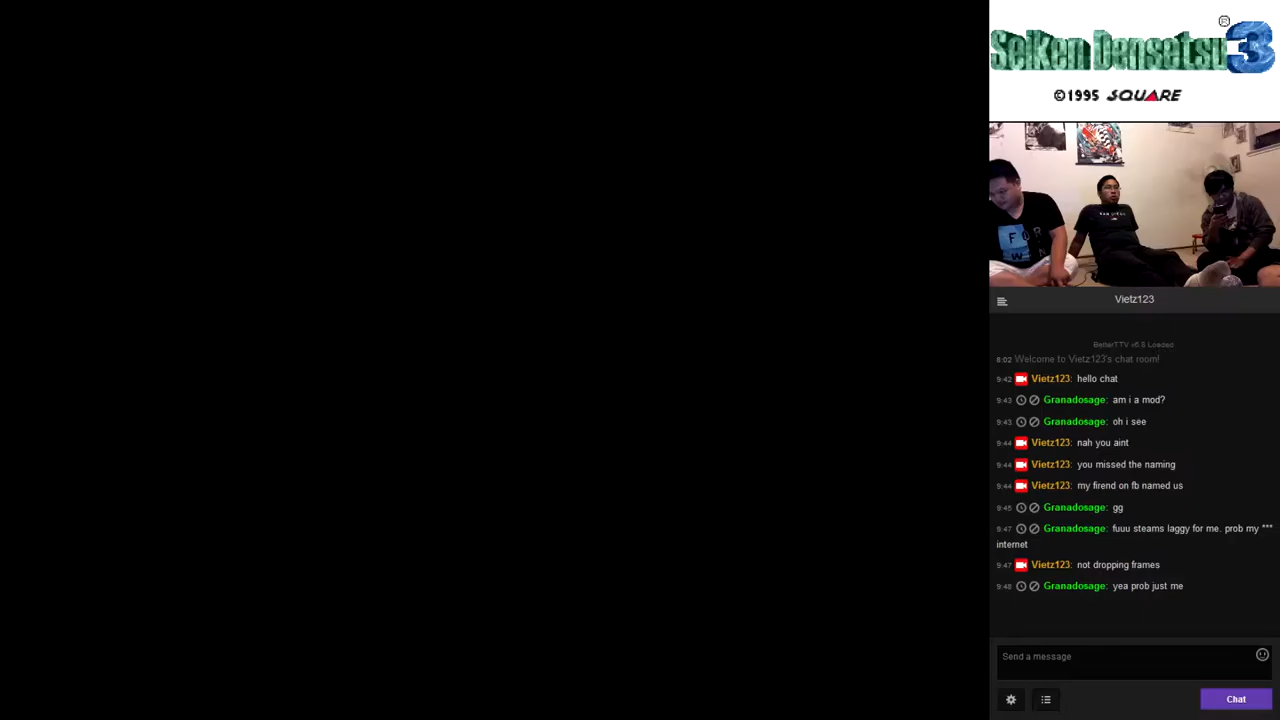 Seiken Densetsu 3 ®
©1995 SQUARE
FOR
W N
Vietz123
BetterTTV v6.8 Loaded
8:02 Welcome to Vietz123's chat room!
9:42 Vietz123: hello chat
9:43 Granadosage: am i a mod?
9:43 Granadosage: oh i see
9:44 Vietz123: nah you aint
9:44 Vietz123: you missed the naming
9:44 Vietz123: my firend on fb named us
9:45 Granadosage: gg
9:47 Granadosage: fuuu steams laggy for me. prob my ***
internet
9:47 Vietz123: not dropping frames
9:48 Granadosage: yea prob just me
Send a message
Chat